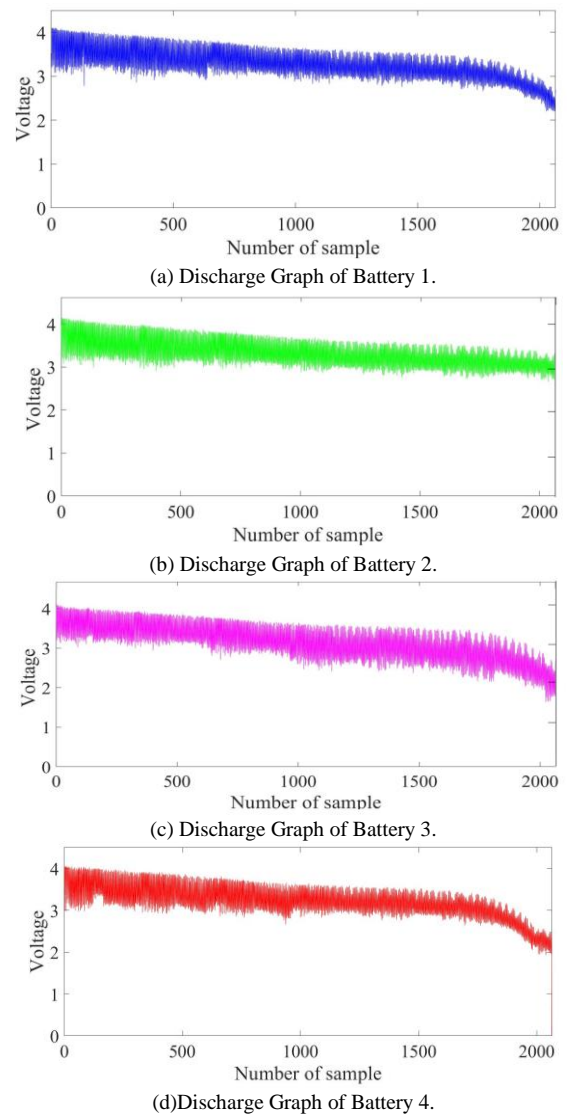 4
3
2
1
0
Voltage
0 500 1000 1500 2000
Number of sample
(a) Discharge Graph of Battery 1.
4
3
2
1
0
Voltage
0 500 1000 1500 2000
Number of sample
(b) Discharge Graph of Battery 2.
4
3
2
1
0
Voltage
0 500 1000 1500 2000
Number of sample
(c) Discharge Graph of Battery 3.
4
3
2
1
0
Voltage
0 500 1000 1500 2000
Number of sample
(d)Discharge Graph of Battery 4.